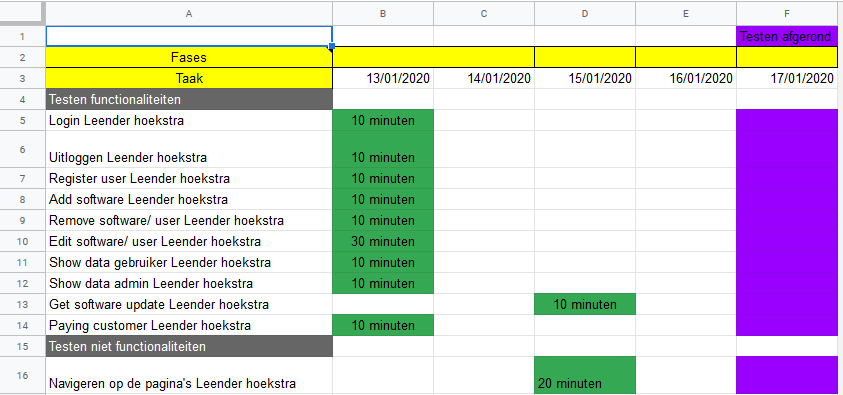 A B C D E F
1 Testen afgerond
2 Fases
3 Taak 13/01/2020 14/01/2020 15/01/2020 16/01/2020 17/01/2020
4 Testen functionaliteiten
5 Login Leender hoekstra 10 minuten
6 Uitloggen Leender hoekstra 10 minuten
7 Register user Leender hoekstra 10 minuten
8 Add software Leender hoekstra 10 minuten
9 Remove software/ user Leender hoekstra 10 minuten
10 Edit software/ user Leender hoekstra 30 minuten
11 Show data gebruiker Leender hoekstra 10 minuten
12 Show data admin Leender hoekstra 10 minuten
13 Get software update Leender hoekstra 10 minuten
14 Paying customer Leender hoekstra 10 minuten
15 Testen niet functionaliteiten
16 Navigeren op de pagina's Leender hoekstra 20 minuten